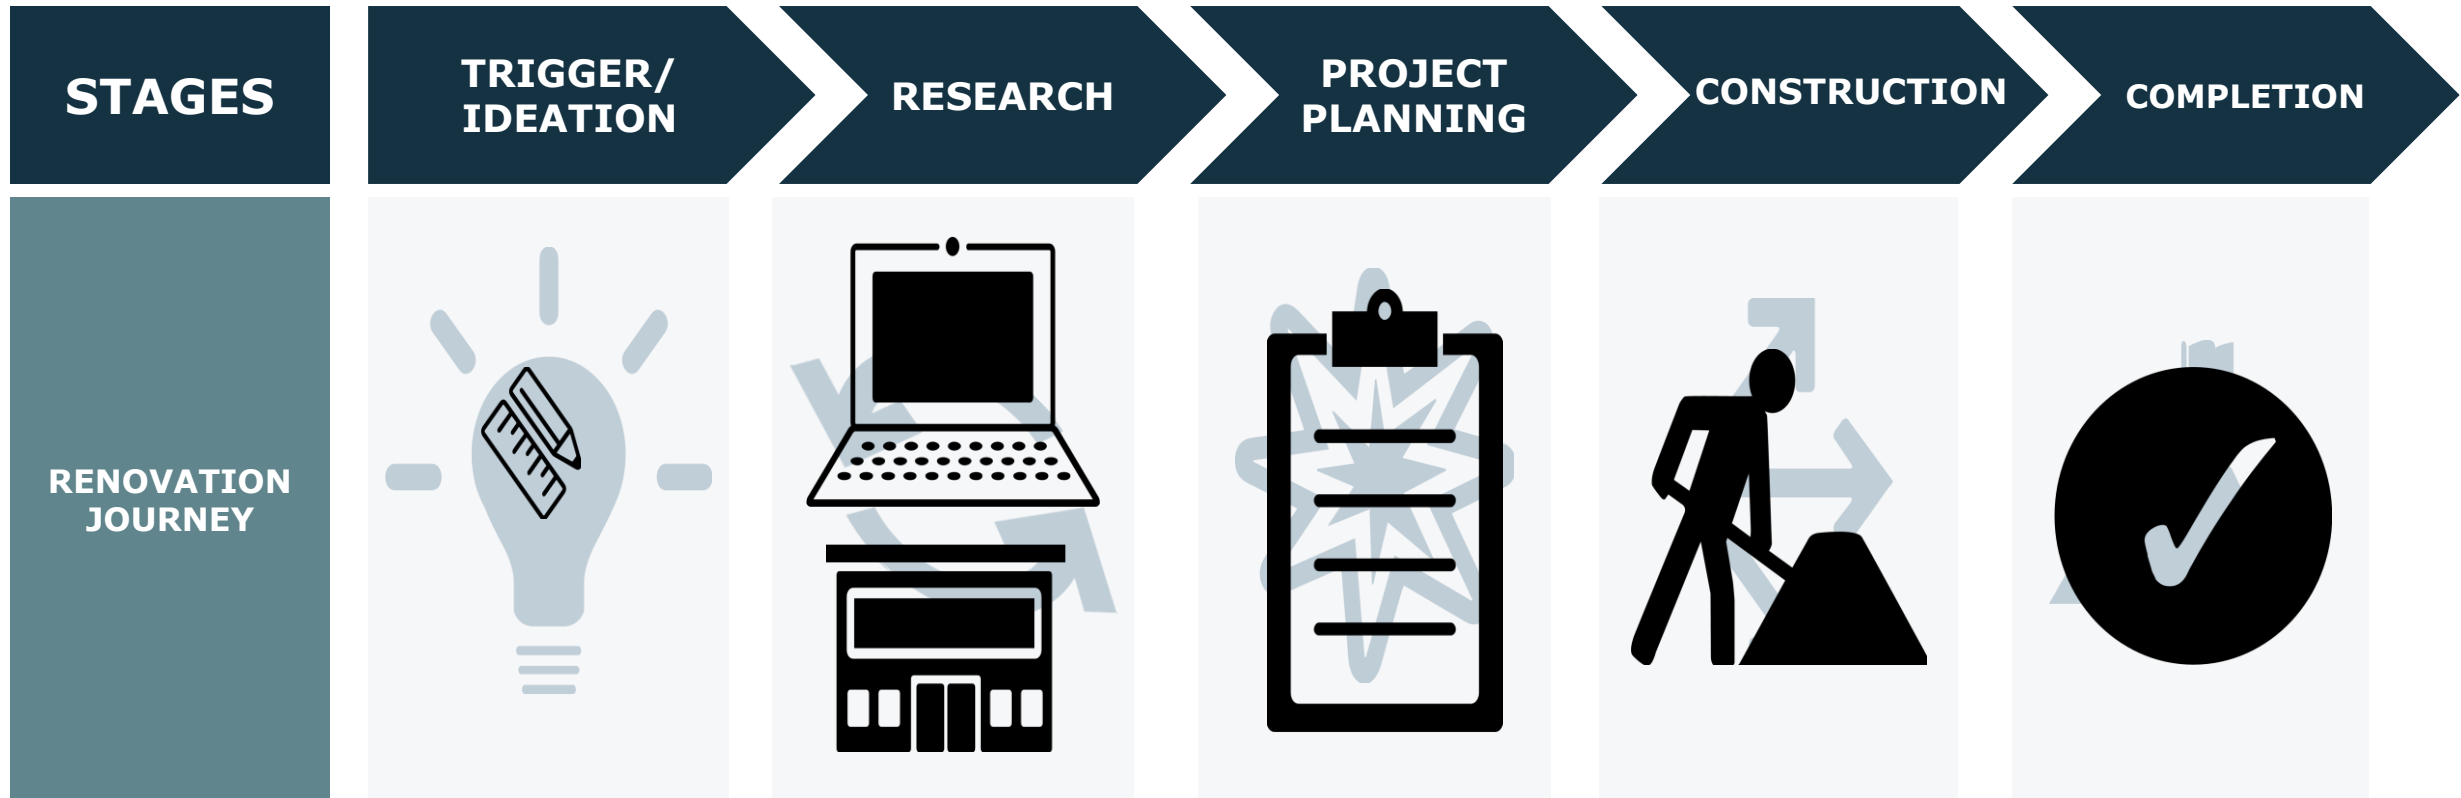 STAGES
TRIGGER/
IDEATION
RESEARCH
PROJECT
PLANNING
CONSTRUCTION
COMPLETION
RENOVATION
JOURNEY